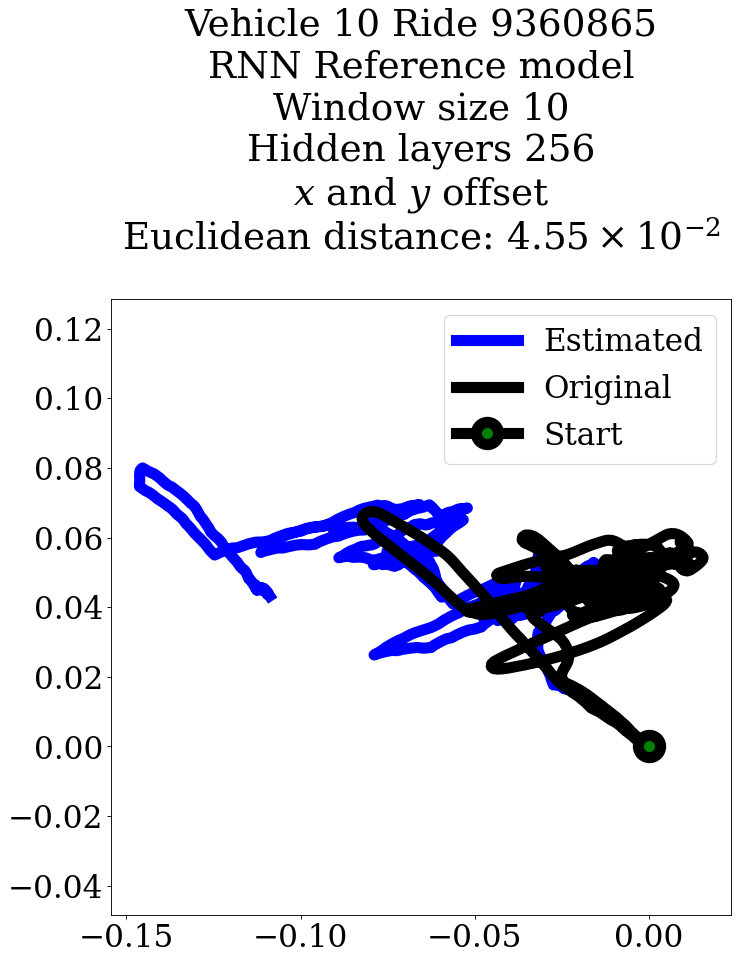 Vehicle 10 Ride 9360865
RNN Reference model
Window size 10
Hidden layers 256
x and y offset
Euclidean distance: 4.55 × 10⁻²
Estimated
Original
Start
0.12
0.10
0.08
0.06
0.04
0.02
0.00
−0.02
−0.04
−0.15 −0.10 −0.05 0.00